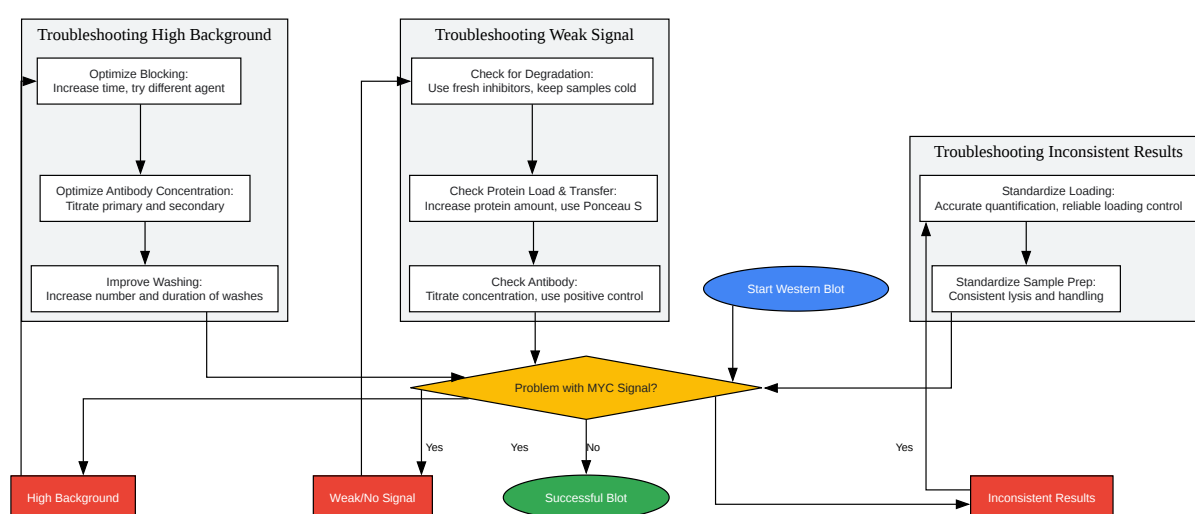 Troubleshooting High Background
Optimize Blocking:
Increase time, try different agent
Optimize Antibody Concentration:
Titrate primary and secondary
Improve Washing:
Increase number and duration of washes
Troubleshooting Weak Signal
Check for Degradation:
Use fresh inhibitors, keep samples cold
Check Protein Load & Transfer:
Increase protein amount, use Ponceau S
Check Antibody:
Titrate concentration, use positive control
Troubleshooting Inconsistent Results
Standardize Loading:
Accurate quantification, reliable loading control
Standardize Sample Prep:
Consistent lysis and handling
Start Western Blot
Problem with MYC Signal?
Yes
Yes
No
Yes
High Background
Weak/No Signal
Successful Blot
Inconsistent Results